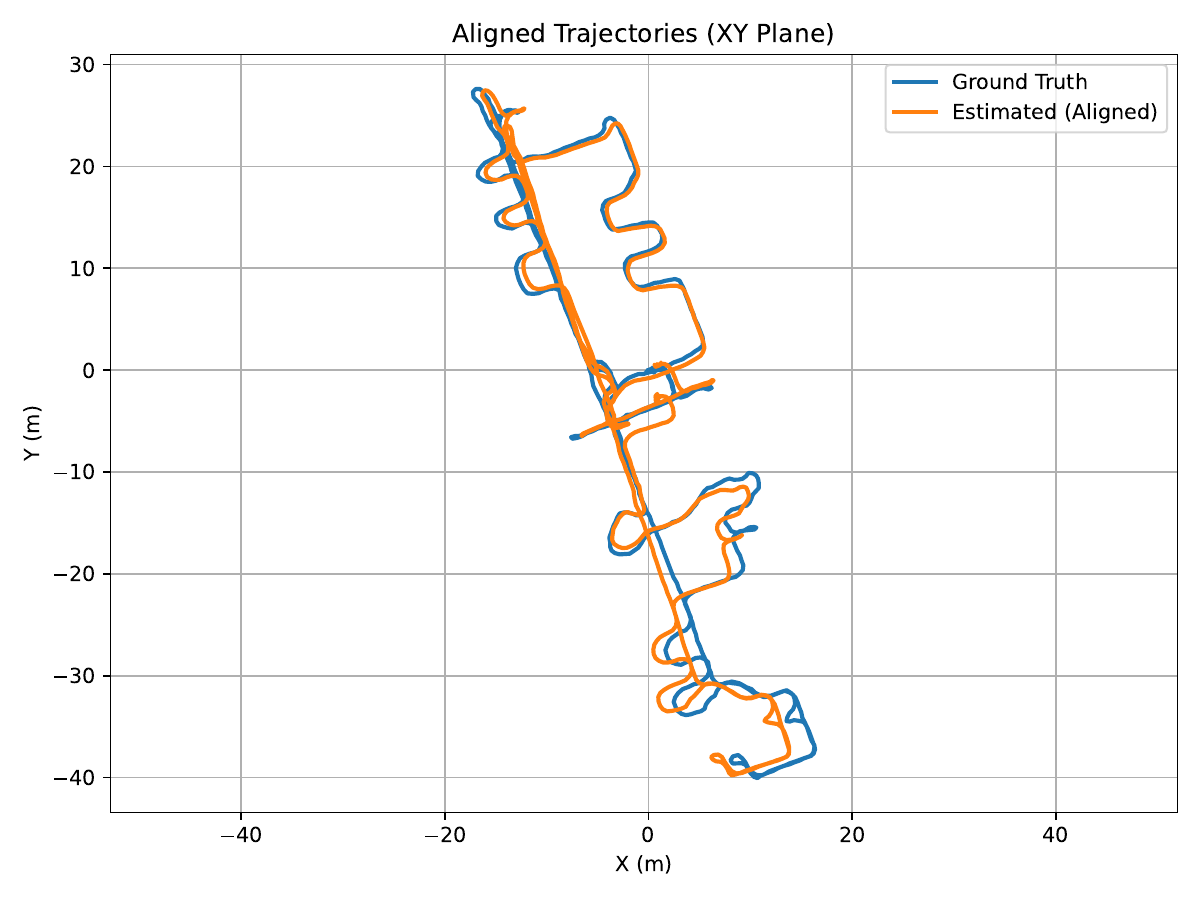 Aligned Trajectories (XY Plane)
Ground Truth
Estimated (Aligned)
30
20
10
0
−10
−20
−30
−40
Y (m)
−40
−20
0
20
40
X (m)